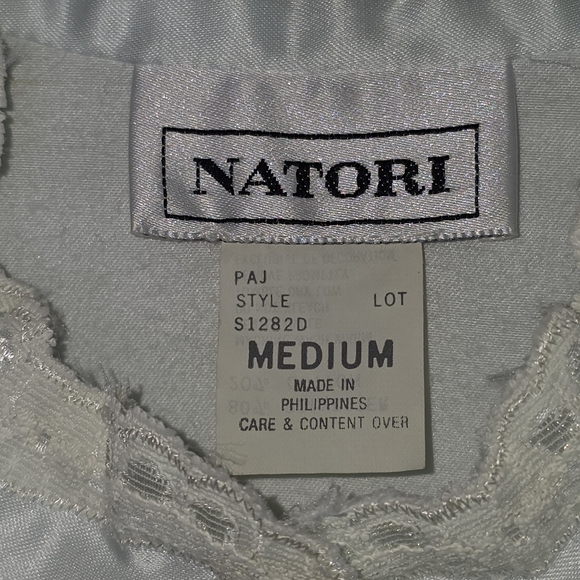 NATORI
PAJ
STYLE LOT
S1282D
MEDIUM
MADE IN
PHILIPPINES
CARE & CONTENT OVER